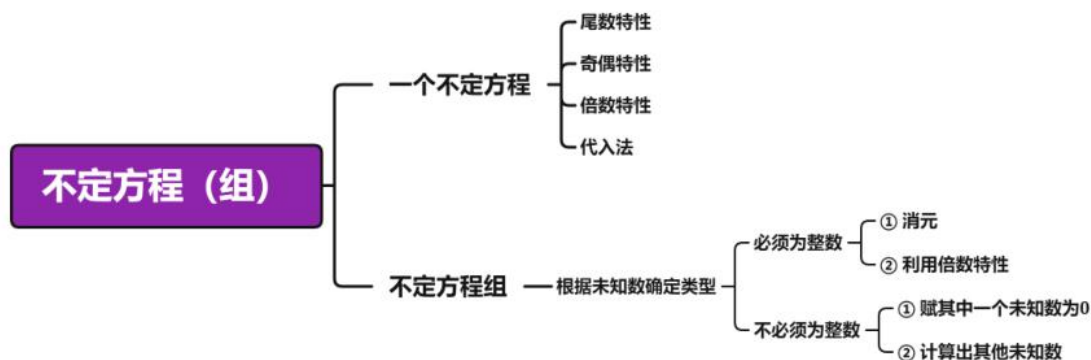 不定方程（组）
一个不定方程
尾数特性
奇偶特性
倍数特性
代入法
不定方程组
根据未知数确定类型
必须为整数
① 消元
② 利用倍数特性
不必须为整数
① 赋其中一个未知数为0
② 计算出其他未知数